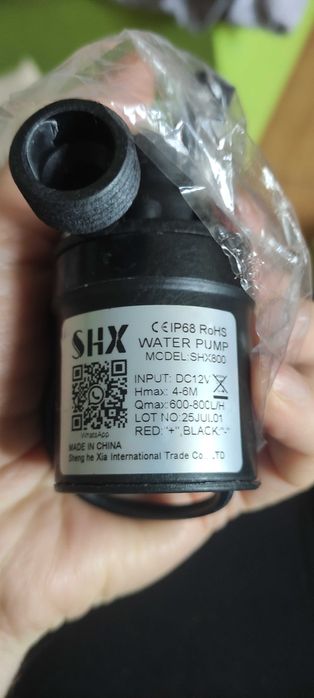 SHX
CE IP68 RoHS
WATER PUMP
MODEL:SHX800
INPUT: DC12V
Hmax: 4-6M
Qmax:600-800L/H
LOT NO:25JUL01
RED: "+",BLACK:"-"
WhatsApp
MADE IN CHINA
Sheng he Xia International Trade Co.,LTD